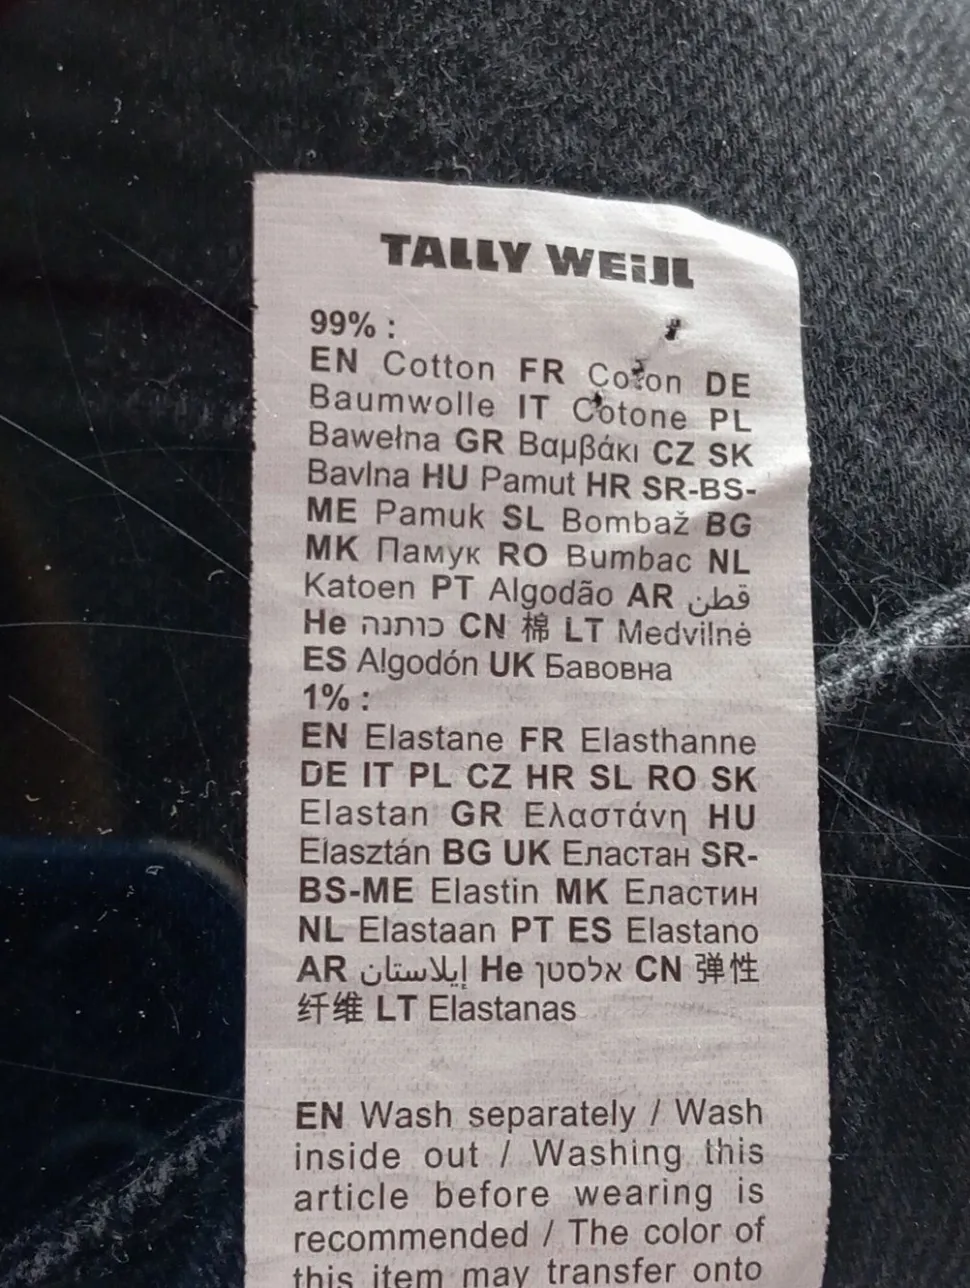 TALLY WEiJL
99% :
EN Cotton FR Coton DE
Baumwolle IT Cotone PL
Bawełna GR Βαμβάκι CZ SK
Bavlna HU Pamut HR SR-BS-
ME Pamuk SL Bombaž BG
MK Памук RO Bumbac NL
Katoen PT Algodão AR قطن
He כותנה CN 棉 LT Medvilnė
ES Algodón UK Бавовна
1% :
EN Elastane FR Elasthanne
DE IT PL CZ HR SL RO SK
Elastan GR Ελαστάνη HU
Elasztán BG UK Еластан SR-
BS-ME Elastin MK Еластин
NL Elastaan PT ES Elastano
AR إيلاستان He אלסטן CN 弹性
纤维 LT Elastanas
EN Wash separately / Wash
inside out / Washing this
article before wearing is
recommended / The color of
this item may transfer onto